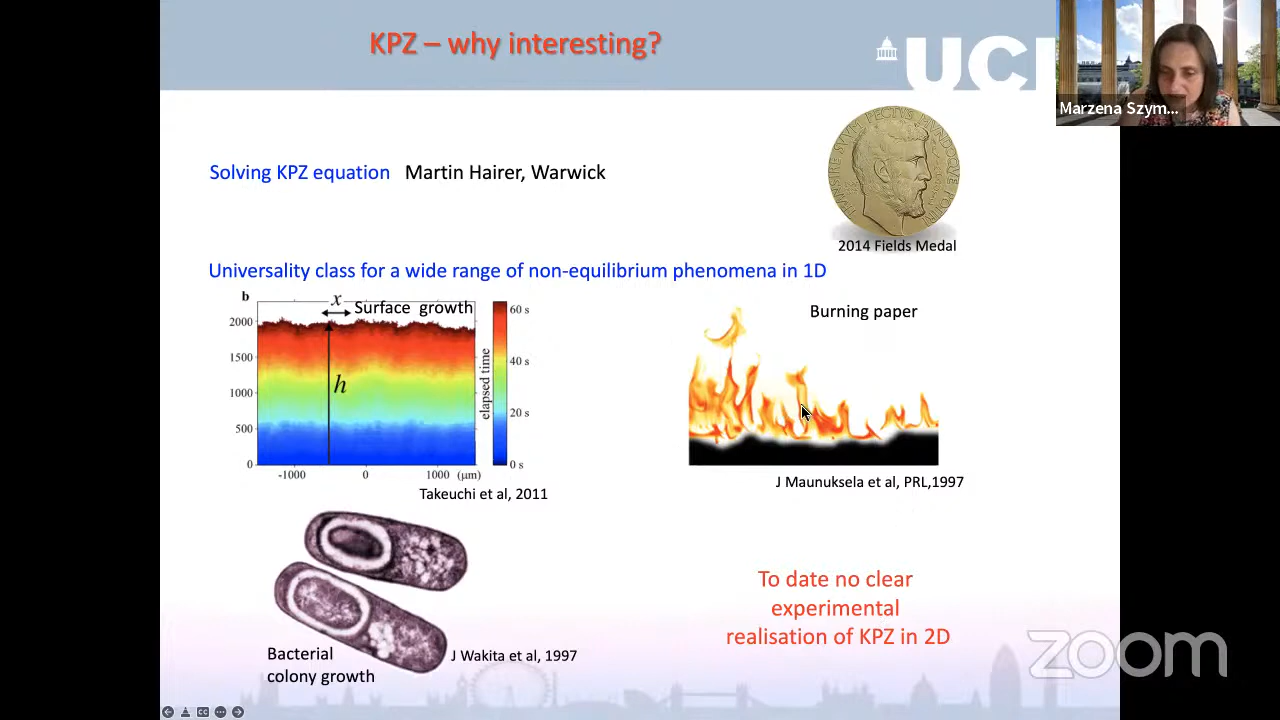 KPZ – why interesting?
UCL
Marzena Szym...
Solving KPZ equation Martin Hairer, Warwick
2014 Fields Medal
Universality class for a wide range of non-equilibrium phenomena in 1D
b
x
Surface growth
h
2000
1500
1000
500
0
-1000 0 1000 (μm)
60 s
40 s
20 s
0 s
elapsed time
Takeuchi et al, 2011
Burning paper
J Maunuksela et al, PRL,1997
Bacterial
colony growth
J Wakita et al, 1997
To date no clear
experimental
realisation of KPZ in 2D
zoom